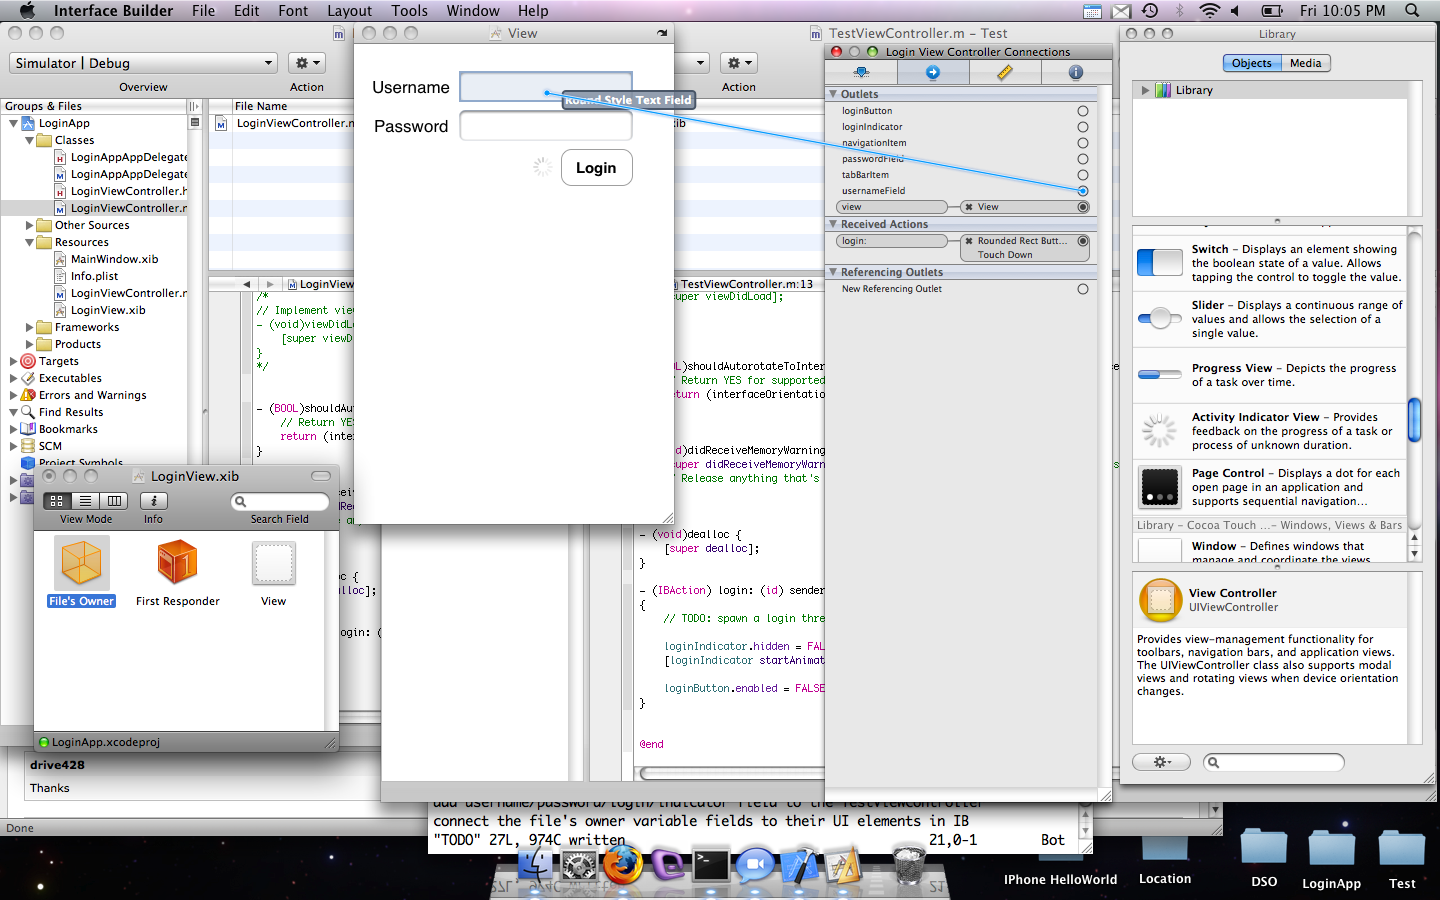 Interface Builder File Edit Font Layout Tools Window Help
Fri 10:05 PM
Simulator | Debug
Overview
Action
Groups & Files
LoginApp
Classes
LoginAppAppDelegate
LoginAppAppDelegate
LoginViewController.h
LoginViewController.m
Other Sources
Resources
MainWindow.xib
Info.plist
LoginViewController.n
LoginView.xib
Frameworks
Products
Targets
Executables
Errors and Warnings
Find Results
Bookmarks
SCM
Project Symbols
File Name
LoginViewController.m
LoginView
/*
// Implement view
- (void)viewDidLo
[super viewD
}
*/
- (BOOL)shouldAu
// Return YES
return (inter
}
View
Username
Round Style Text Field
Password
Login
LoginView.xib
View Mode
Info
Search Field
File's Owner
First Responder
View
LoginApp.xcodeproj
drive428
Thanks
Done
TestViewController.m - Test
Action
TestViewController.m:13
super viewDidLoad];
OL)shouldAutorotateToInter
/ Return YES for supported
eturn (interfaceOrientatio
d)didReceiveMemoryWarning
super didReceiveMemoryWarn
/ Release anything that's
- (void)dealloc {
[super dealloc];
}
- (IBAction) login: (id) sender
{
// TODO: spawn a login thre
loginIndicator.hidden = FAL
[loginIndicator startAnimat
loginButton.enabled = FALSE
}
@end
Login View Controller Connections
Outlets
loginButton
loginIndicator
navigationItem
passwordField
tabBarItem
usernameField
view
View
Received Actions
login:
Rounded Rect Butt...
Touch Down
Referencing Outlets
New Referencing Outlet
Library
Objects
Media
Library
Switch – Displays an element showing
the boolean state of a value. Allows
tapping the control to toggle the value.
Slider – Displays a continuous range of
values and allows the selection of a
single value.
Progress View – Depicts the progress
of a task over time.
Activity Indicator View – Provides
feedback on the progress of a task or
process of unknown duration.
Page Control – Displays a dot for each
open page in an application and
supports sequential navigation...
Library – Cocoa Touch ...– Windows, Views & Bars
Window – Defines windows that
manage and coordinate the views
View Controller
UIViewController
Provides view-management functionality for
toolbars, navigation bars, and application views.
The UIViewController class also supports modal
views and rotating views when device orientation
changes.
add username/password/login/indicator field to the TestViewController
connect the file's owner variable fields to their UI elements in IB
"TODO" 27L, 974C written
21,0-1
Bot
IPhone HelloWorld
Location
DSO
LoginApp
Test